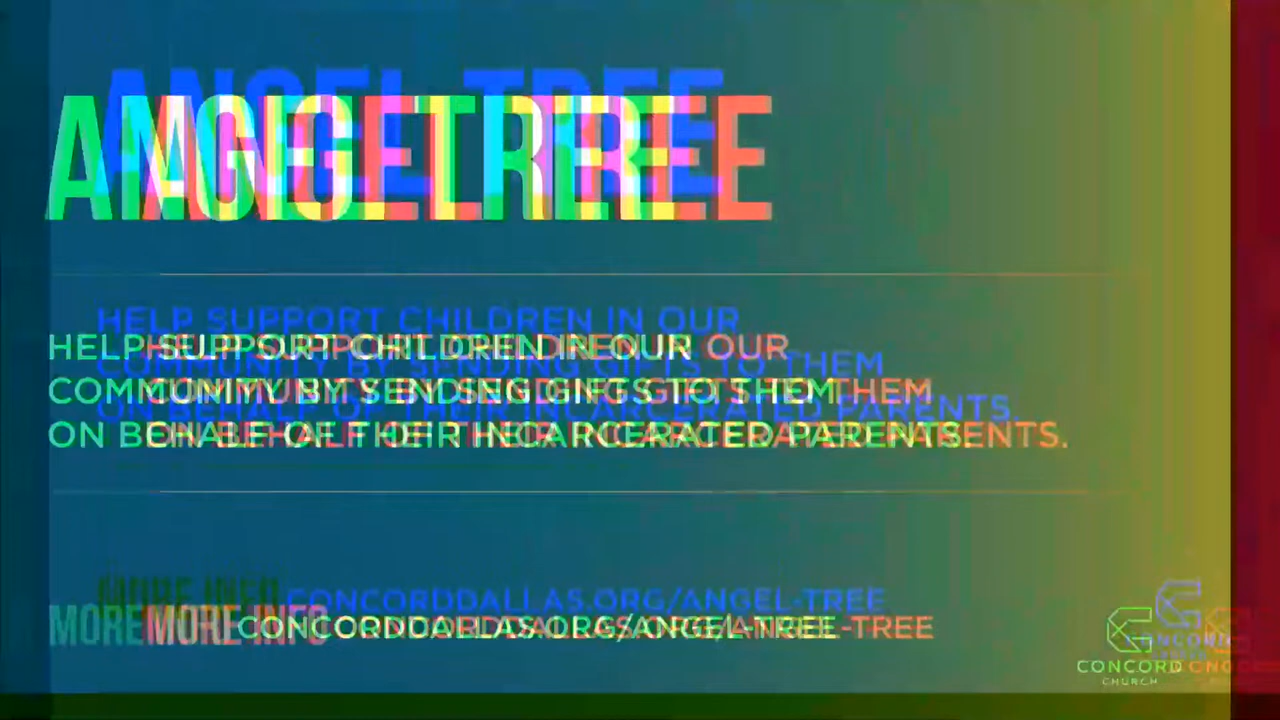 ANGEL TREE
HELP SUPPORT CHILDREN IN OUR
COMMUNITY BY SENDING GIFTS TO THEM
ON BEHALF OF THEIR INCARCERATED PARENTS.
MORE INFO CONCORDDALLAS.ORG/ANGEL-TREE
CONCORD
CHURCH